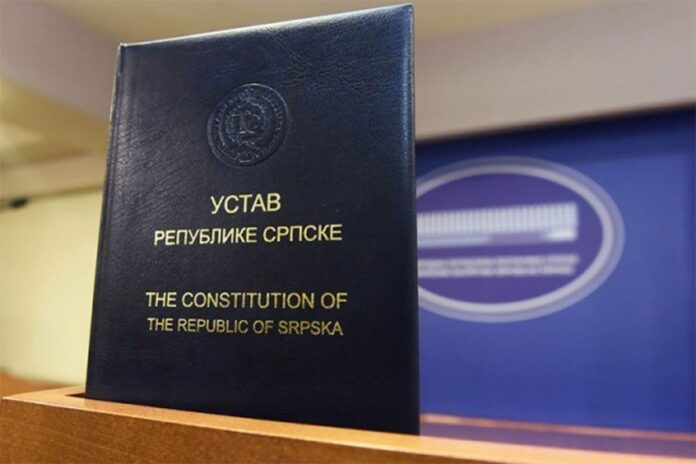 УСТАВ
РЕПУБЛИКЕ СРПСКЕ
THE CONSTITUTION OF
THE REPUBLIC OF SRPSKA